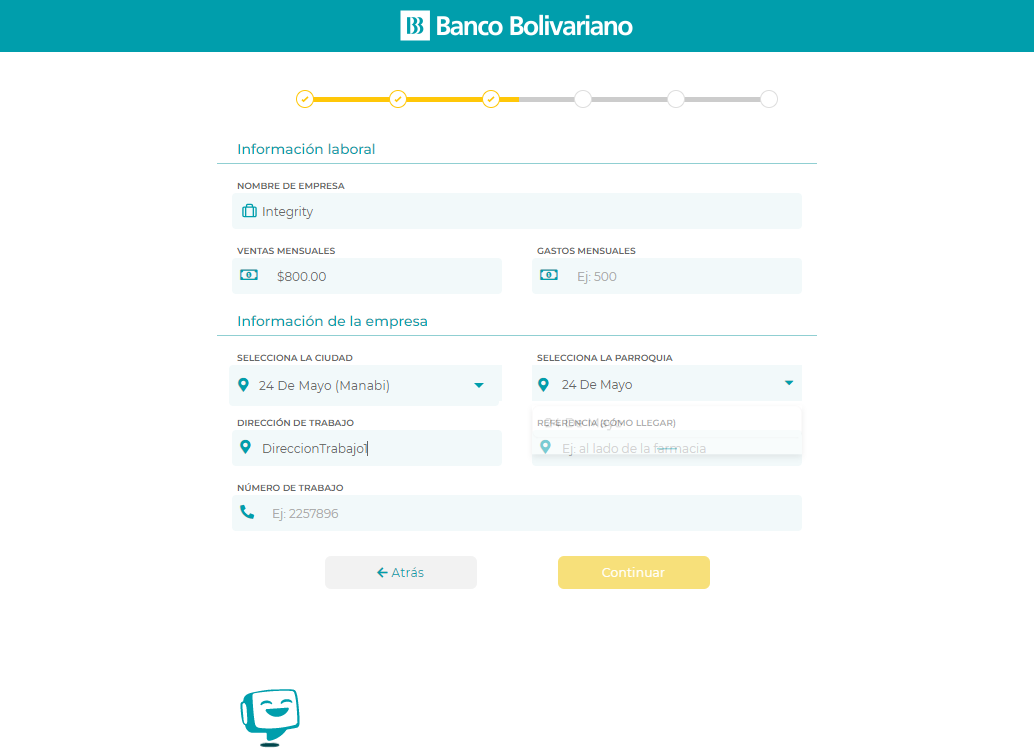 Banco Bolivariano
Información laboral
NOMBRE DE EMPRESA
Integrity
VENTAS MENSUALES
GASTOS MENSUALES
$800.00
Ej: 500
Información de la empresa
SELECCIONA LA CIUDAD
SELECCIONA LA PARROQUIA
24 De Mayo (Manabi)
24 De Mayo
DIRECCIÓN DE TRABAJO
REFERENCIA (CÓMO LLEGAR)
DireccionTrabajo1
Ej: al lado de la farmacia
NÚMERO DE TRABAJO
Ej: 2257896
Atrás
Continuar